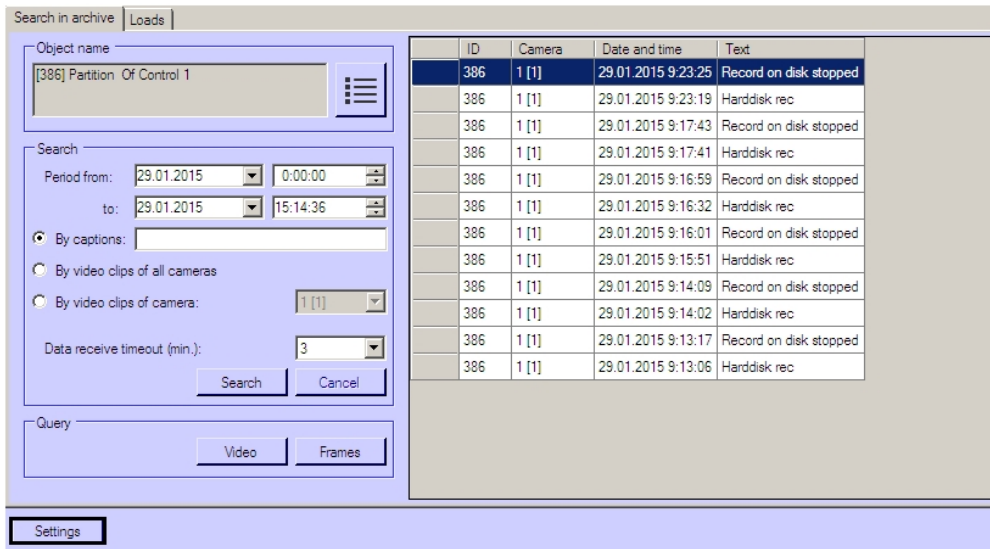 Search in archive Loads
Object name
[386] Partition Of Control 1
Search
Period from: 29.01.2015 0:00:00
to: 29.01.2015 15:14:36
By captions:
By video clips of all cameras
By video clips of camera: 1 [1]
Data receive timeout (min.): 3
Search Cancel
Query
Video Frames
ID Camera Date and time Text
386 1 [1] 29.01.2015 9:23:25 Record on disk stopped
386 1 [1] 29.01.2015 9:23:19 Harddisk rec
386 1 [1] 29.01.2015 9:17:43 Record on disk stopped
386 1 [1] 29.01.2015 9:17:41 Harddisk rec
386 1 [1] 29.01.2015 9:16:59 Record on disk stopped
386 1 [1] 29.01.2015 9:16:32 Harddisk rec
386 1 [1] 29.01.2015 9:16:01 Record on disk stopped
386 1 [1] 29.01.2015 9:15:51 Harddisk rec
386 1 [1] 29.01.2015 9:14:09 Record on disk stopped
386 1 [1] 29.01.2015 9:14:02 Harddisk rec
386 1 [1] 29.01.2015 9:13:17 Record on disk stopped
386 1 [1] 29.01.2015 9:13:06 Harddisk rec
Settings